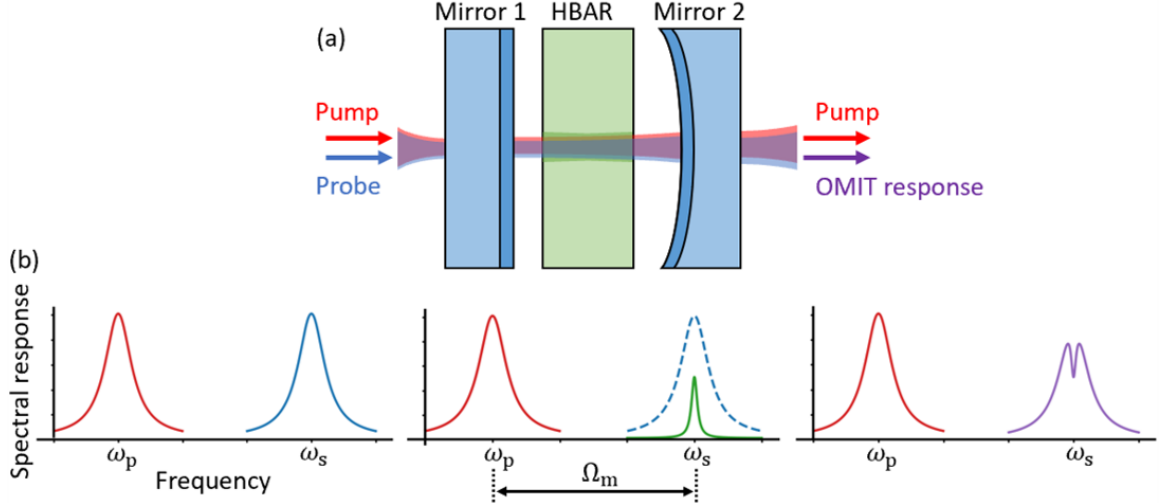 Mirror 1 HBAR Mirror 2
(a)
Pump Pump
Probe OMIT response
(b)
Spectral response
ωp ωs ωp ωs ωp ωs
Frequency Ωm